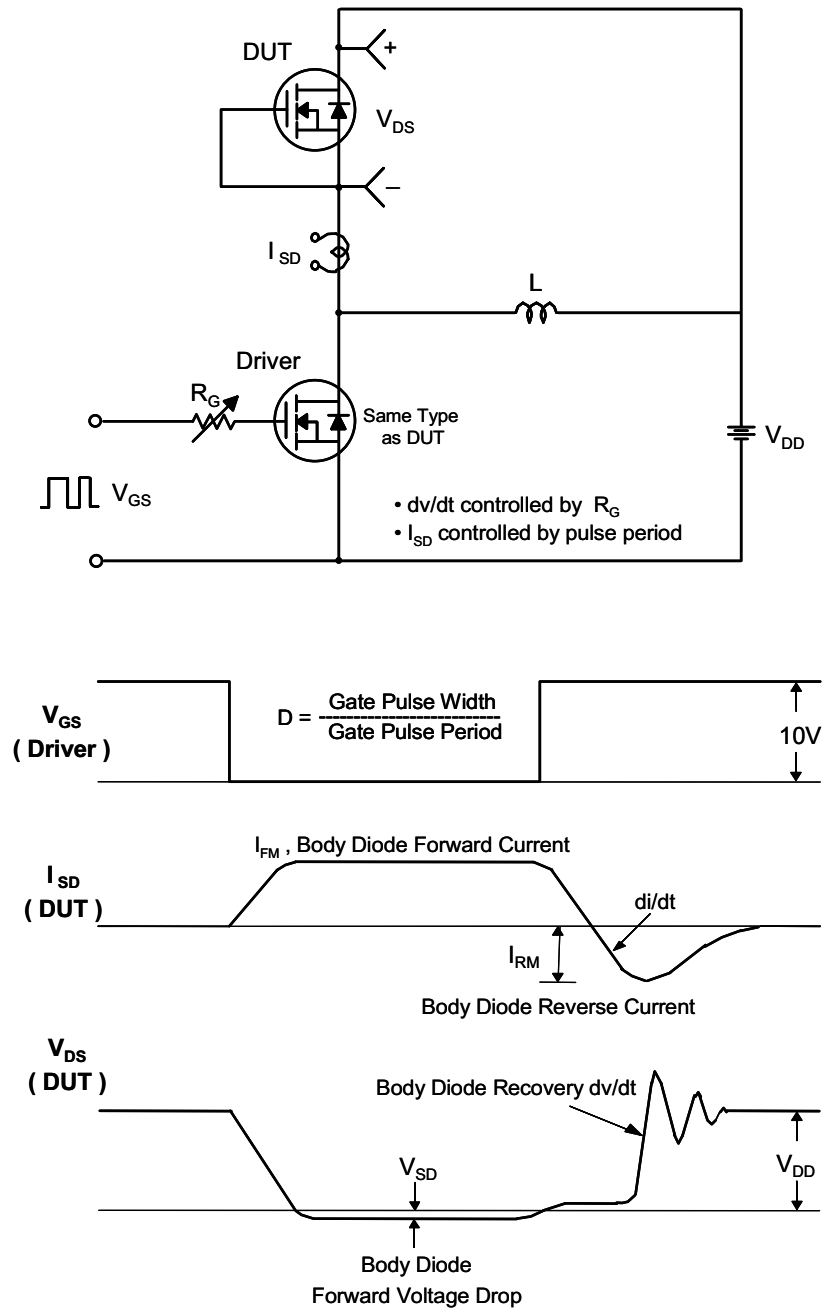 DUT
+
V_DS
–
I_SD
L
Driver
R_G
Same Type
as DUT
V_DD
V_GS
• dv/dt controlled by R_G
• I_SD controlled by pulse period
V_GS
( Driver )
D = Gate Pulse Width
Gate Pulse Period
10V
I_FM , Body Diode Forward Current
I_SD
( DUT )
di/dt
I_RM
Body Diode Reverse Current
V_DS
( DUT )
Body Diode Recovery dv/dt
V_SD
V_DD
Body Diode
Forward Voltage Drop